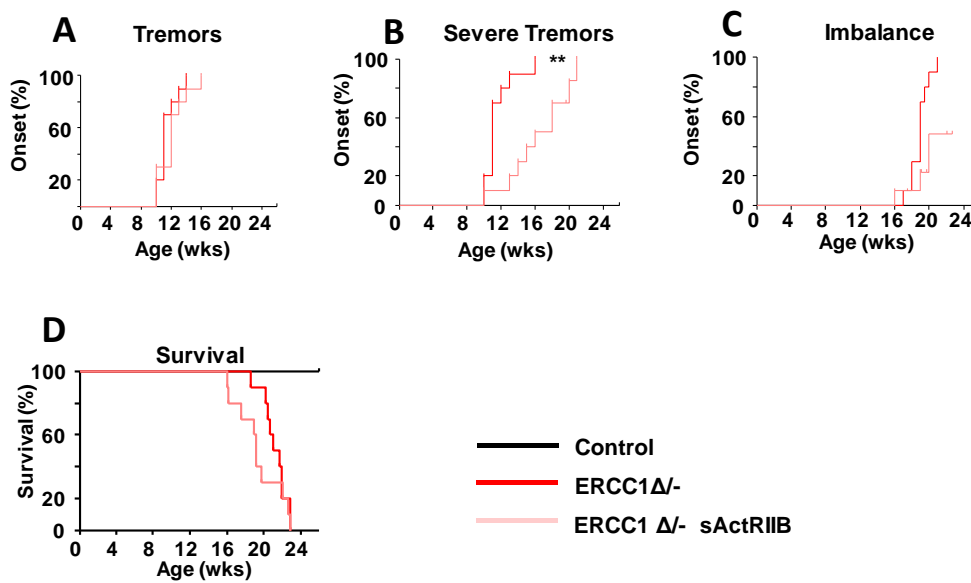 A
Tremors
Onset (%)
100
60
20
0 4 8 12 16 20 24
Age (wks)
B
Severe Tremors
**
Onset (%)
100
60
20
0
0 4 8 12 16 20 24
Age (wks)
C
Imbalance
Onset (%)
100
60
20
0
0 4 8 12 16 20 24
Age (wks)
D
Survival
Survival (%)
100
60
20
0
0 4 8 12 16 20 24
Age (wks)
Control
ERCC1Δ/-
ERCC1 Δ/- sActRIIB